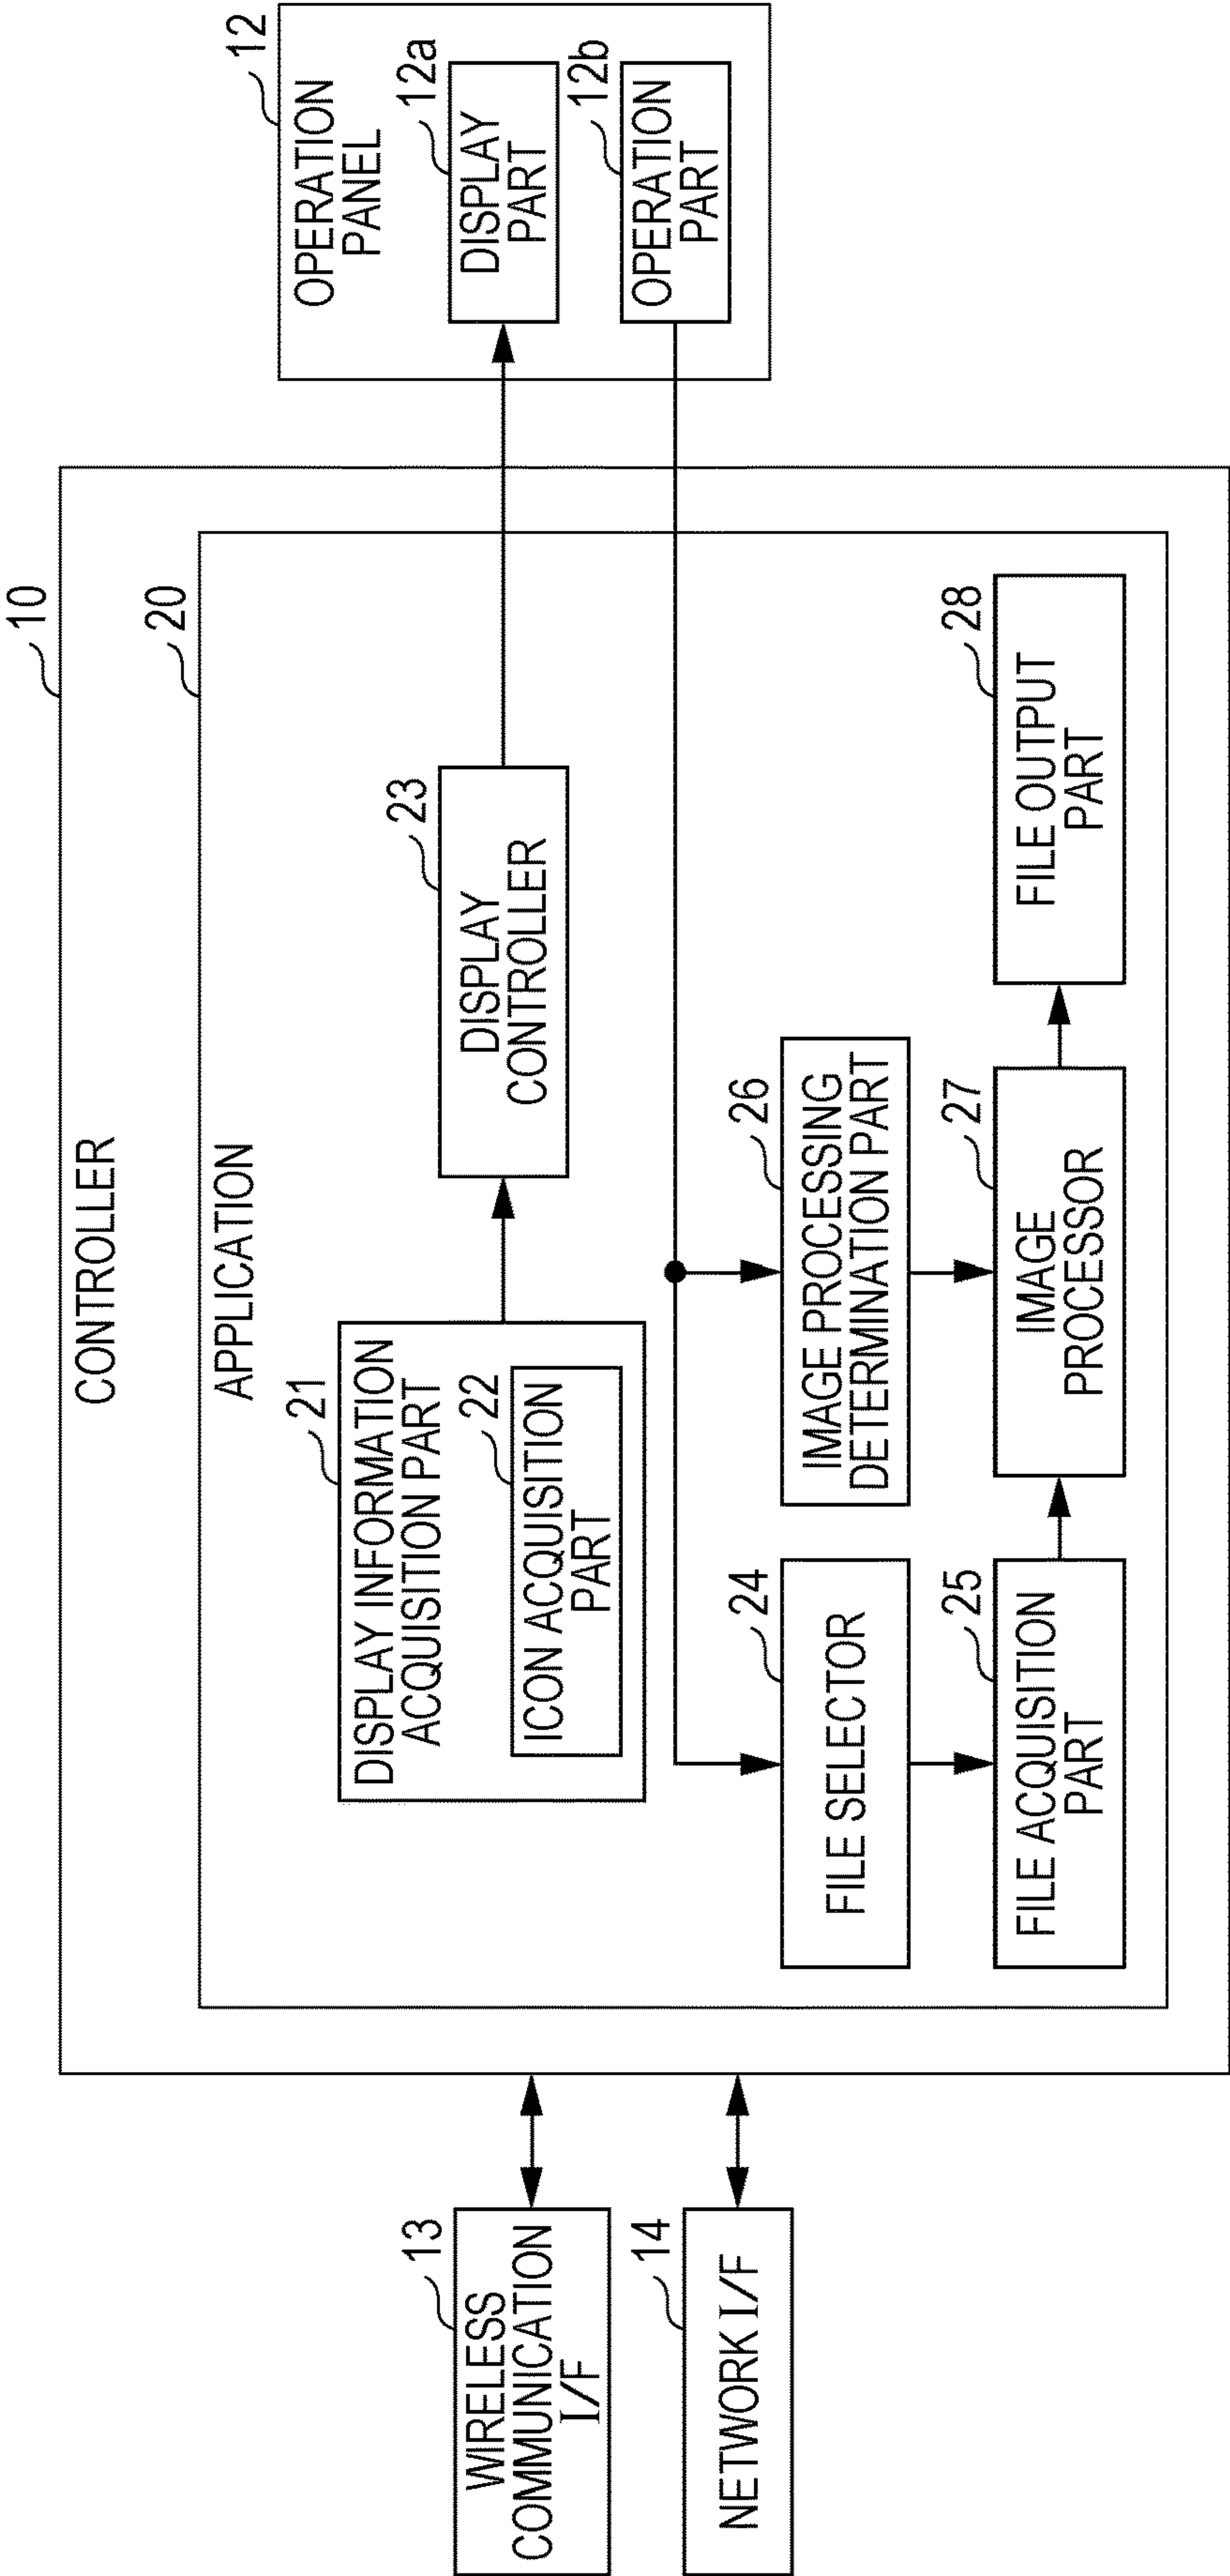 10
CONTROLLER
20
APPLICATION
12
OPERATION
PANEL
12a
DISPLAY
PART
12b
OPERATION
PART
13
WIRELESS
COMMUNICATION
I/F
14
NETWORK I/F
21
DISPLAY INFORMATION
ACQUISITION PART
22
ICON ACQUISITION
PART
23
DISPLAY
CONTROLLER
24
FILE SELECTOR
26
IMAGE PROCESSING
DETERMINATION PART
25
FILE ACQUISITION
PART
27
IMAGE
PROCESSOR
28
FILE OUTPUT
PART